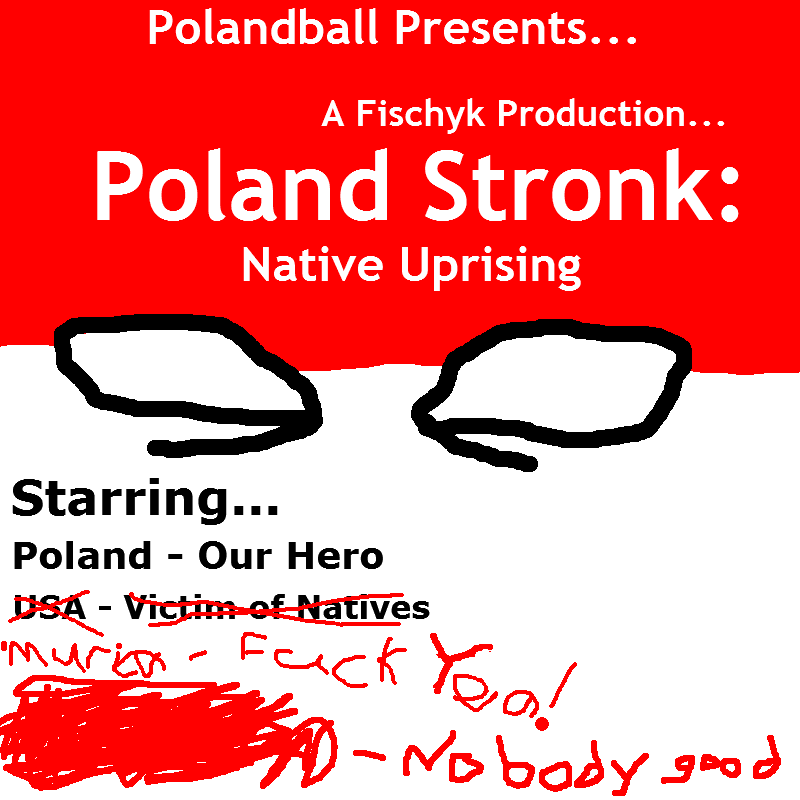 Polandball Presents...
A Fischyk Production...
Poland Stronk:
Native Uprising
Starring...
Poland - Our Hero
USA - Victim of Natives
'murica - Fuck Yea!
- Nobody good